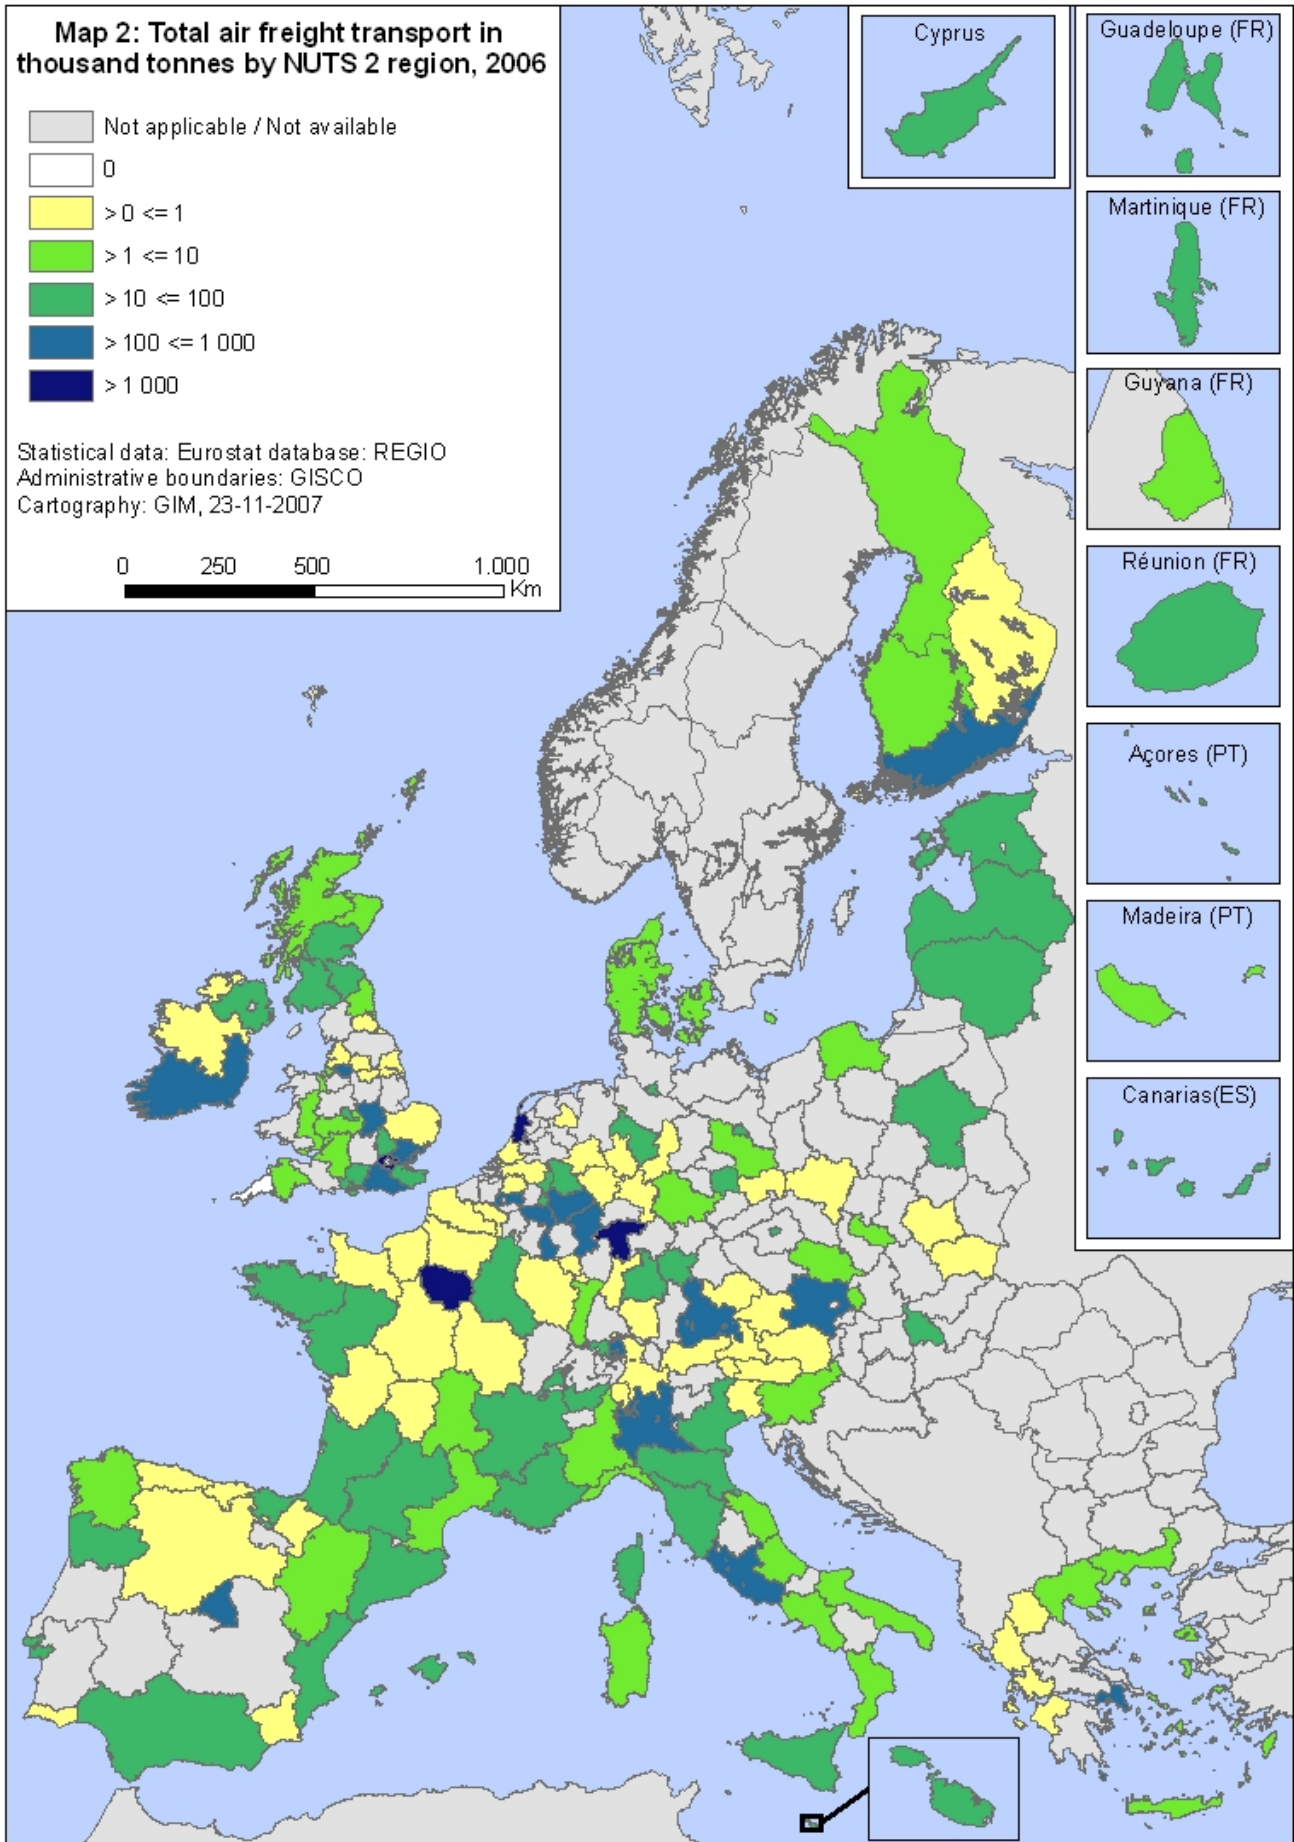 Map 2: Total air freight transport in
thousand tonnes by NUTS 2 region, 2006
Not applicable / Not available
0
> 0 <= 1
> 1 <= 10
> 10 <= 100
> 100 <= 1 000
> 1 000
Statistical data: Eurostat database: REGIO
Administrative boundaries: GISCO
Cartography: GIM, 23-11-2007
0 250 500 1.000
Km
Cyprus
Guadeloupe (FR)
Martinique (FR)
Guyana (FR)
Réunion (FR)
Açores (PT)
Madeira (PT)
Canarias(ES)